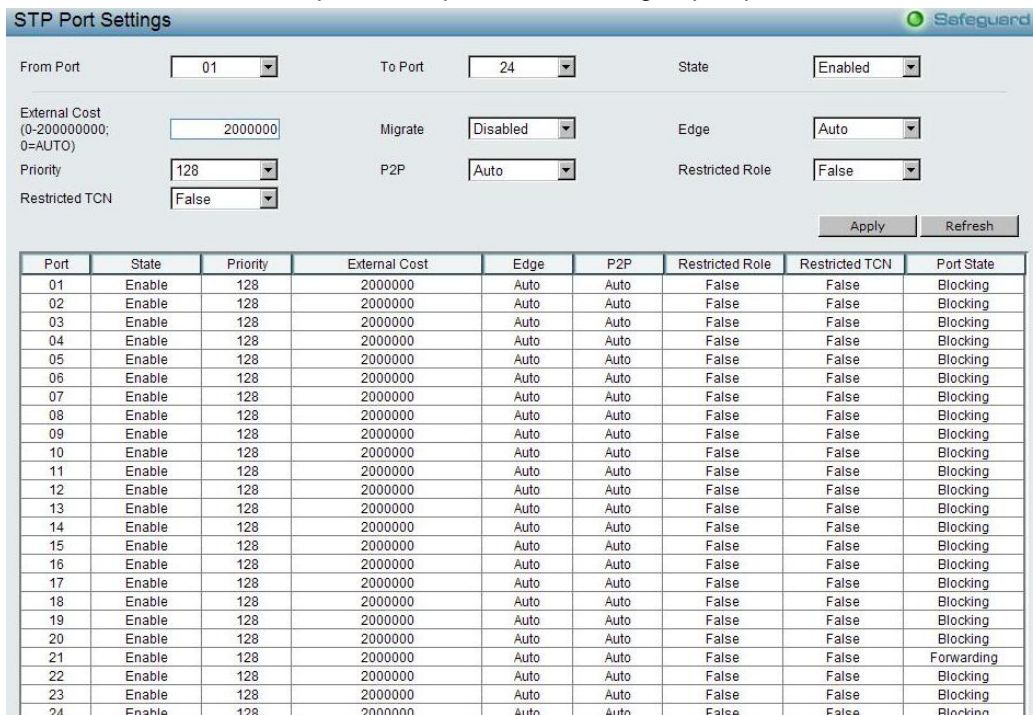 STP Port Settings Safeguard
From Port 01 To Port 24 State Enabled
External Cost
(0-200000000;
0=AUTO) 2000000 Migrate Disabled Edge Auto
Priority 128 P2P Auto Restricted Role False
Restricted TCN False
Apply Refresh
Port State Priority External Cost Edge P2P Restricted Role Restricted TCN Port State
01 Enable 128 2000000 Auto Auto False False Blocking
02 Enable 128 2000000 Auto Auto False False Blocking
03 Enable 128 2000000 Auto Auto False False Blocking
04 Enable 128 2000000 Auto Auto False False Blocking
05 Enable 128 2000000 Auto Auto False False Blocking
06 Enable 128 2000000 Auto Auto False False Blocking
07 Enable 128 2000000 Auto Auto False False Blocking
08 Enable 128 2000000 Auto Auto False False Blocking
09 Enable 128 2000000 Auto Auto False False Blocking
10 Enable 128 2000000 Auto Auto False False Blocking
11 Enable 128 2000000 Auto Auto False False Blocking
12 Enable 128 2000000 Auto Auto False False Blocking
13 Enable 128 2000000 Auto Auto False False Blocking
14 Enable 128 2000000 Auto Auto False False Blocking
15 Enable 128 2000000 Auto Auto False False Blocking
16 Enable 128 2000000 Auto Auto False False Blocking
17 Enable 128 2000000 Auto Auto False False Blocking
18 Enable 128 2000000 Auto Auto False False Blocking
19 Enable 128 2000000 Auto Auto False False Blocking
20 Enable 128 2000000 Auto Auto False False Blocking
21 Enable 128 2000000 Auto Auto False False Forwarding
22 Enable 128 2000000 Auto Auto False False Blocking
23 Enable 128 2000000 Auto Auto False False Blocking
24 Enable 128 2000000 Auto Auto False False Blocking